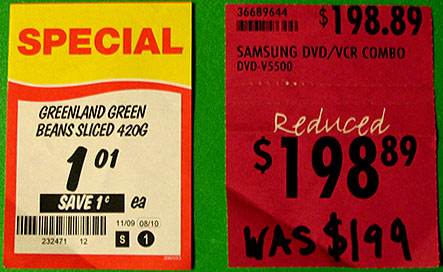 SPECIAL
GREENLAND GREEN
BEANS SLICED 420G
1 01
SAVE 1¢ ea
11/09 08/10
232471 12 S 1
36689644 $198.89
SAMSUNG DVD/VCR COMBO
DVD-V5500
Reduced
$198 89
WAS $199